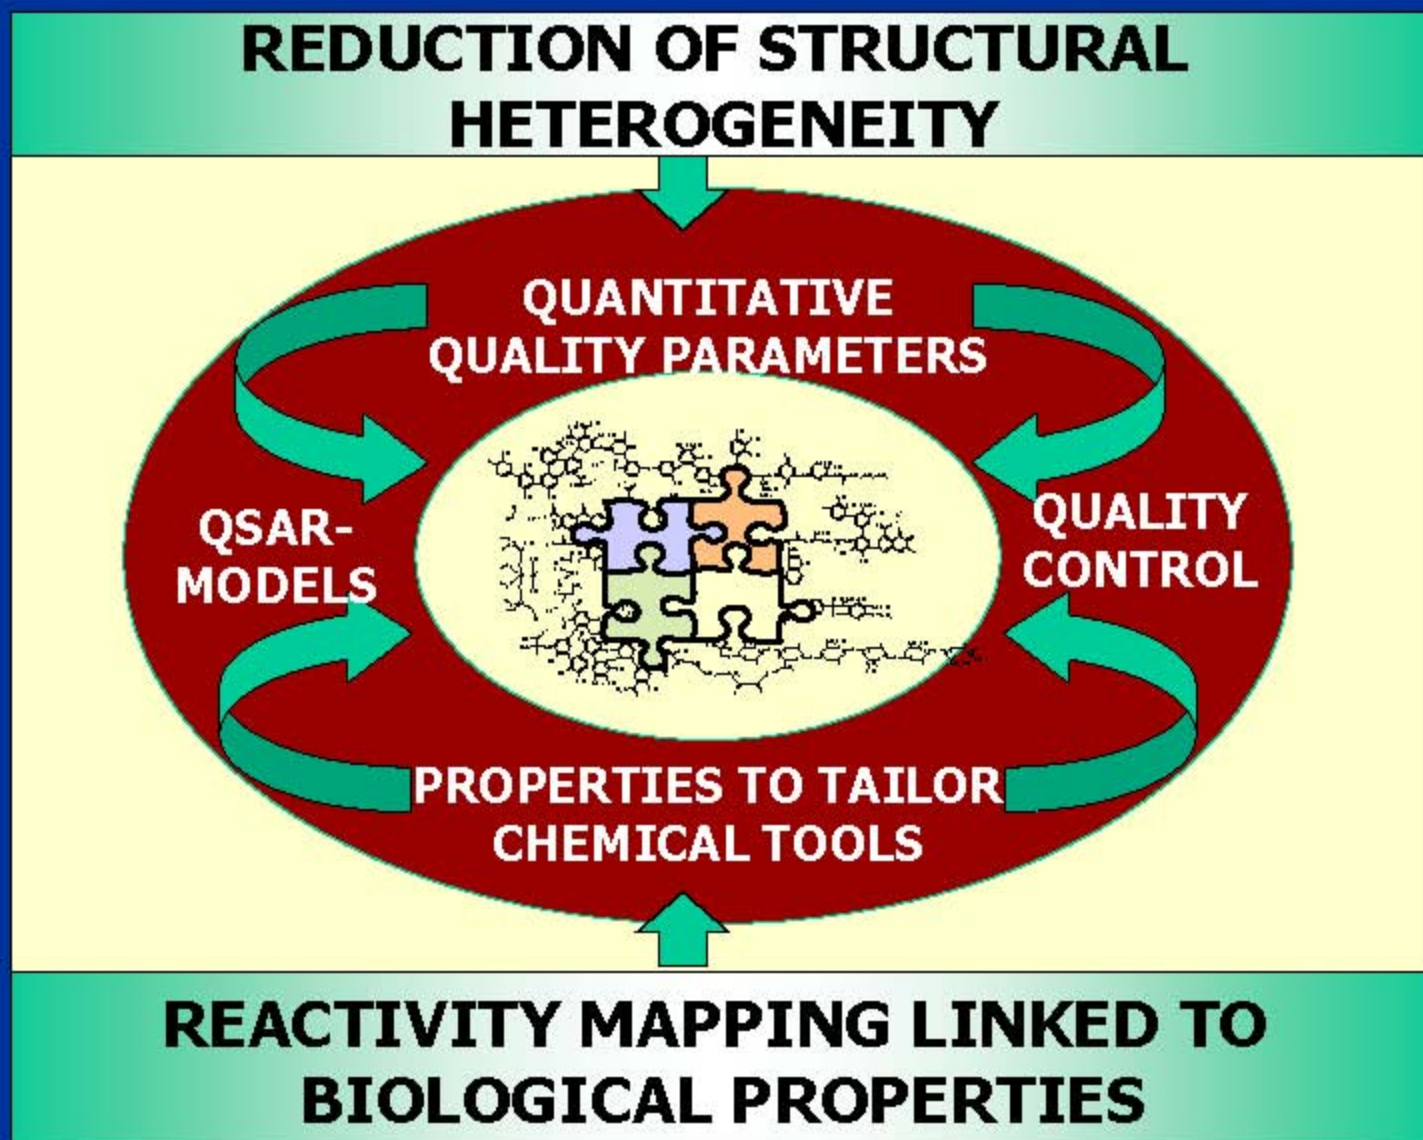 REDUCTION OF STRUCTURAL
HETEROGENEITY
QUANTITATIVE
QUALITY PARAMETERS
QSAR-
MODELS
QUALITY
CONTROL
PROPERTIES TO TAILOR
CHEMICAL TOOLS
REACTIVITY MAPPING LINKED TO
BIOLOGICAL PROPERTIES